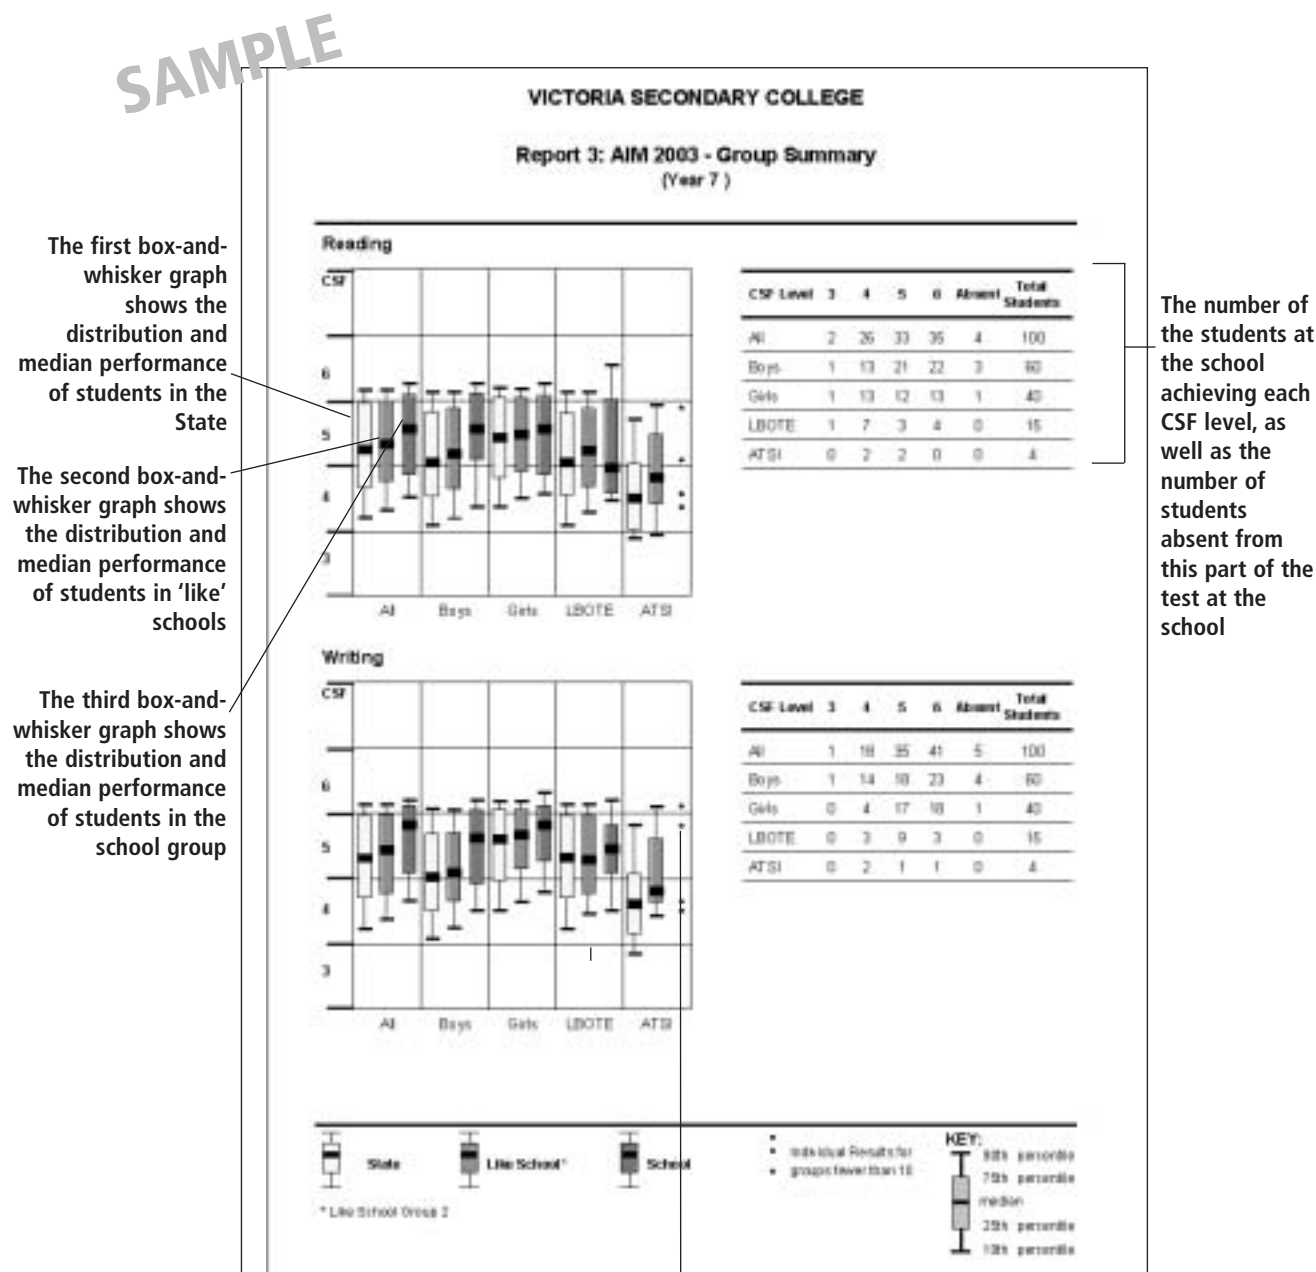 SAMPLE
VICTORIA SECONDARY COLLEGE
Report 3: AIM 2003 - Group Summary
(Year 7 )
The first box-and-
whisker graph
shows the
distribution and
median performance
of students in the
State
The second box-and-
whisker graph shows
the distribution and
median performance
of students in ‘like’
schools
The third box-and-
whisker graph shows
the distribution and
median performance
of students in the
school group
Reading
CSF
6
5
4
3
All Boys Girls LBOTE ATSI
CSF Level 3 4 5 6 Absent Total Students
All 2 26 33 35 4 100
Boys 1 13 21 22 3 60
Girls 1 13 12 13 1 40
LBOTE 1 7 3 4 0 15
ATSI 0 2 2 0 0 4
The number of
the students at
the school
achieving each
CSF level, as
well as the
number of
students
absent from
this part of the
test at the
school
Writing
CSF
6
5
4
3
All Boys Girls LBOTE ATSI
CSF Level 3 4 5 6 Absent Total Students
All 1 18 35 41 5 100
Boys 1 14 18 23 4 60
Girls 0 4 17 18 1 40
LBOTE 0 3 9 3 0 15
ATSI 0 2 1 1 0 4
State
Like School*
School
* Like School Group 2
Individual Results for
groups fewer than 10
KEY:
90th percentile
75th percentile
median
25th percentile
10th percentile